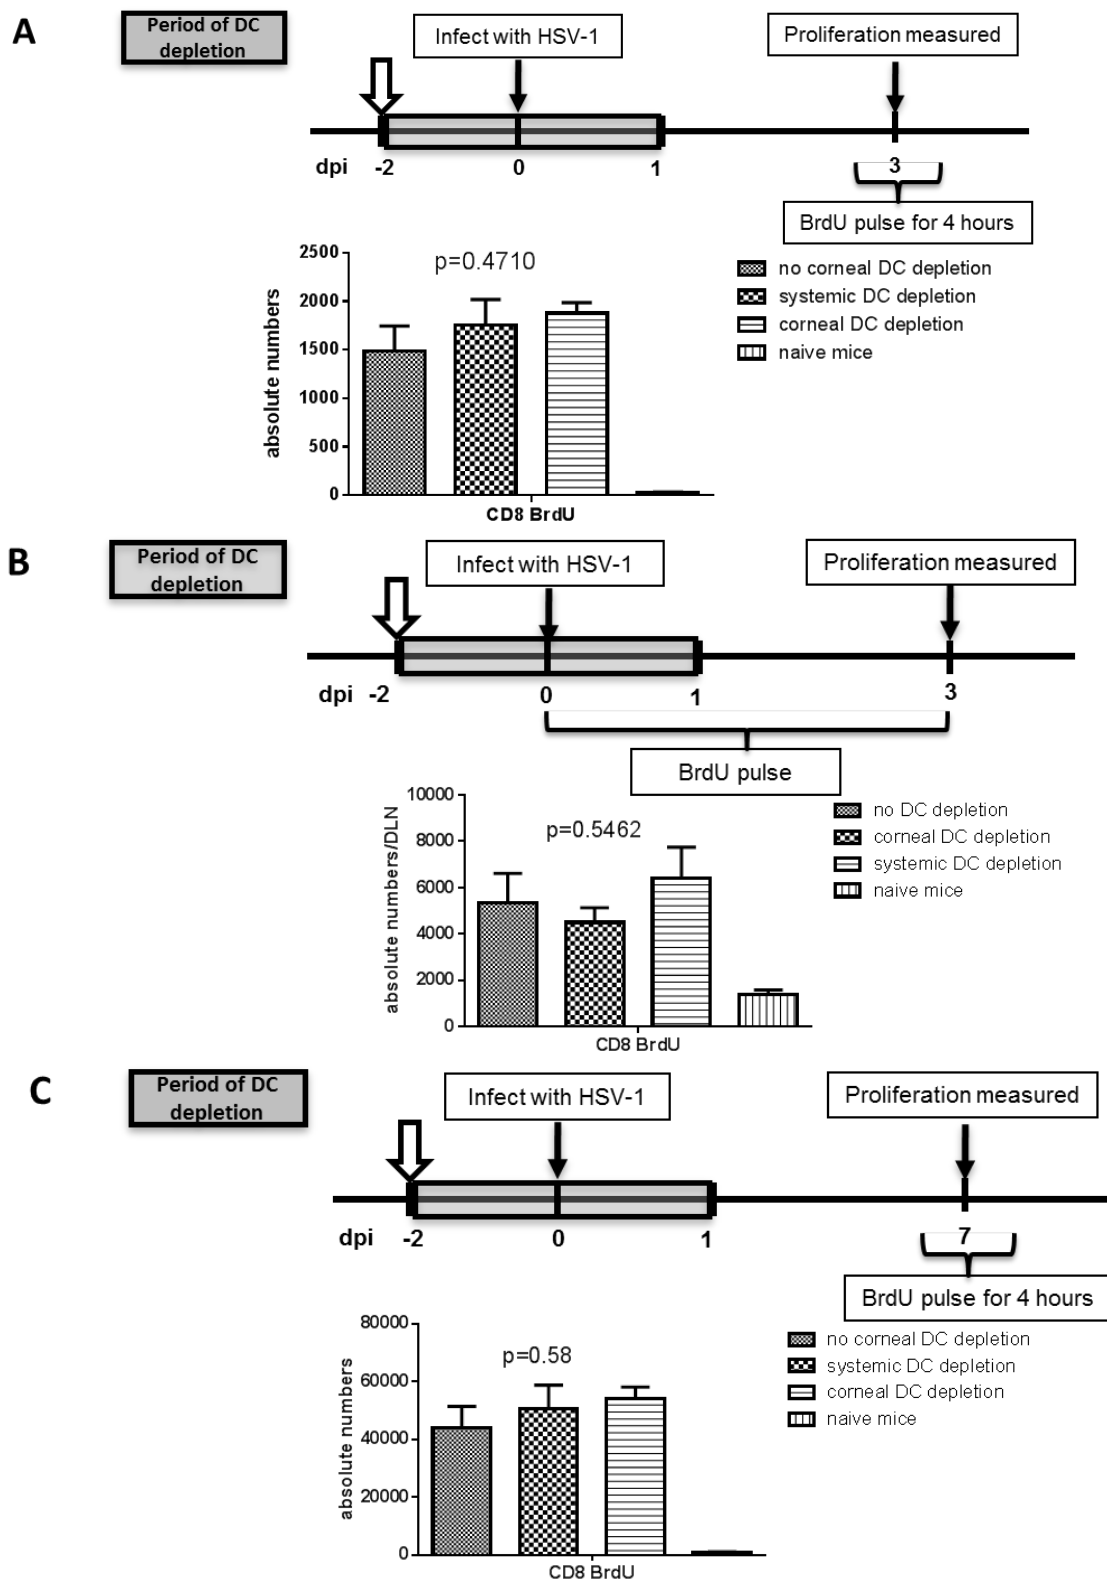 A
Period of DC
depletion
Infect with HSV-1
Proliferation measured
dpi -2 0 1 3
BrdU pulse for 4 hours
2500
2000
1500
1000
500
0
absolute numbers
p=0.4710
CD8 BrdU
no corneal DC depletion
systemic DC depletion
corneal DC depletion
naive mice
B
Period of DC
depletion
Infect with HSV-1
Proliferation measured
dpi -2 0 1 3
BrdU pulse
10000
8000
6000
4000
2000
0
absolute numbers/DLN
p=0.5462
CD8 BrdU
no DC depletion
corneal DC depletion
systemic DC depletion
naive mice
C
Period of DC
depletion
Infect with HSV-1
Proliferation measured
dpi -2 0 1 7
BrdU pulse for 4 hours
80000
60000
40000
20000
0
absolute numbers
p=0.58
CD8 BrdU
no corneal DC depletion
systemic DC depletion
corneal DC depletion
naive mice